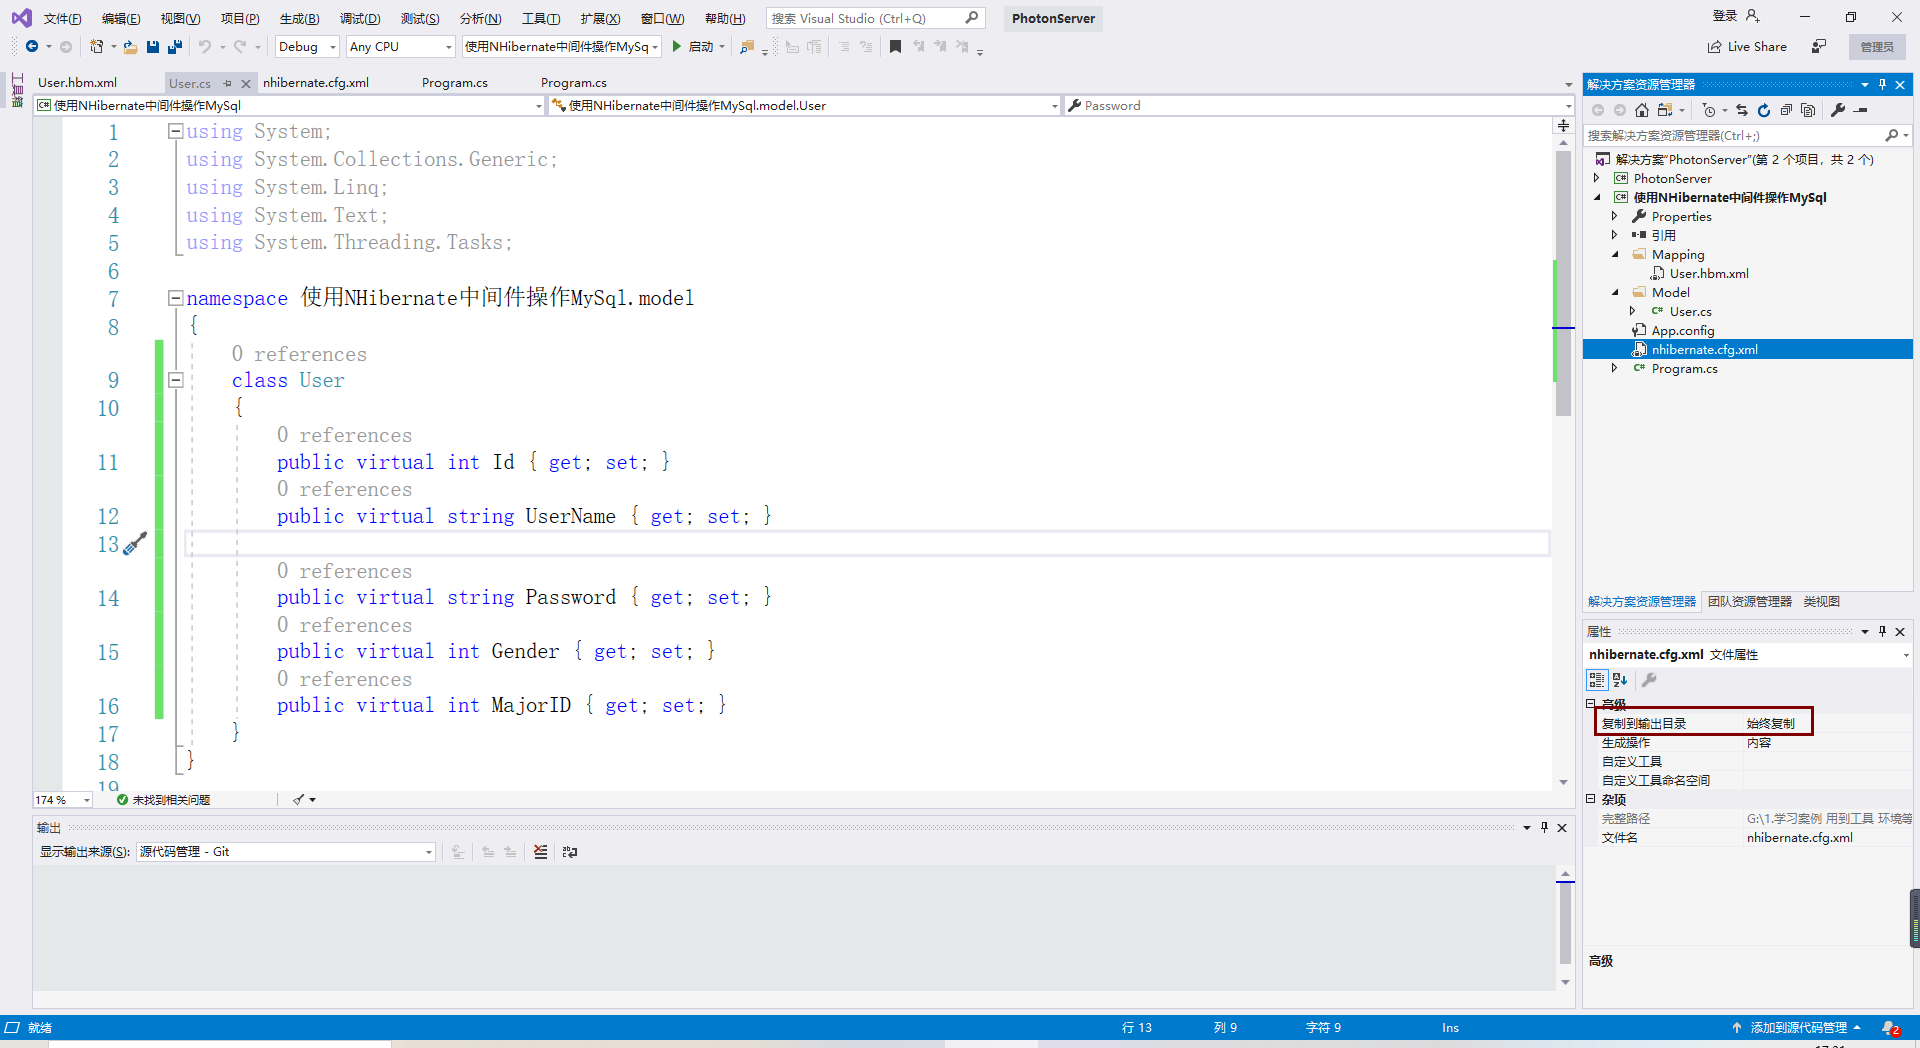 文件(F) 编辑(E) 视图(V) 项目(P) 生成(B) 调试(D) 测试(S) 分析(N) 工具(T) 扩展(X) 窗口(W) 帮助(H) 搜索 Visual Studio (Ctrl+Q) PhotonServer 登录
Debug Any CPU 使用NHibernate中间件操作MySq 启动 Live Share 管理员
工具箱
User.hbm.xml User.cs nhibernate.cfg.xml Program.cs Program.cs
使用NHibernate中间件操作MySql 使用NHibernate中间件操作MySql.model.User Password
1 using System;
2 using System.Collections.Generic;
3 using System.Linq;
4 using System.Text;
5 using System.Threading.Tasks;
6
7 namespace 使用NHibernate中间件操作MySql.model
8 {
0 references
9 class User
10 {
0 references
11 public virtual int Id { get; set; }
0 references
12 public virtual string UserName { get; set; }
13
0 references
14 public virtual string Password { get; set; }
0 references
15 public virtual int Gender { get; set; }
0 references
16 public virtual int MajorID { get; set; }
17 }
18 }
19
174 % 未找到相关问题
输出
显示输出来源(S): 源代码管理 - Git
解决方案资源管理器
搜索解决方案资源管理器(Ctrl+;)
解决方案"PhotonServer"(第 2 个项目，共 2 个)
PhotonServer
使用NHibernate中间件操作MySql
Properties
引用
Mapping
User.hbm.xml
Model
User.cs
App.config
nhibernate.cfg.xml
Program.cs
解决方案资源管理器 团队资源管理器 类视图
属性
nhibernate.cfg.xml 文件属性
高级
复制到输出目录 始终复制
生成操作 内容
自定义工具
自定义工具命名空间
杂项
完整路径 G:\1.学习案例 用到工具 环境等
文件名 nhibernate.cfg.xml
高级
就绪 行 13 列 9 字符 9 Ins 添加到源代码管理 2